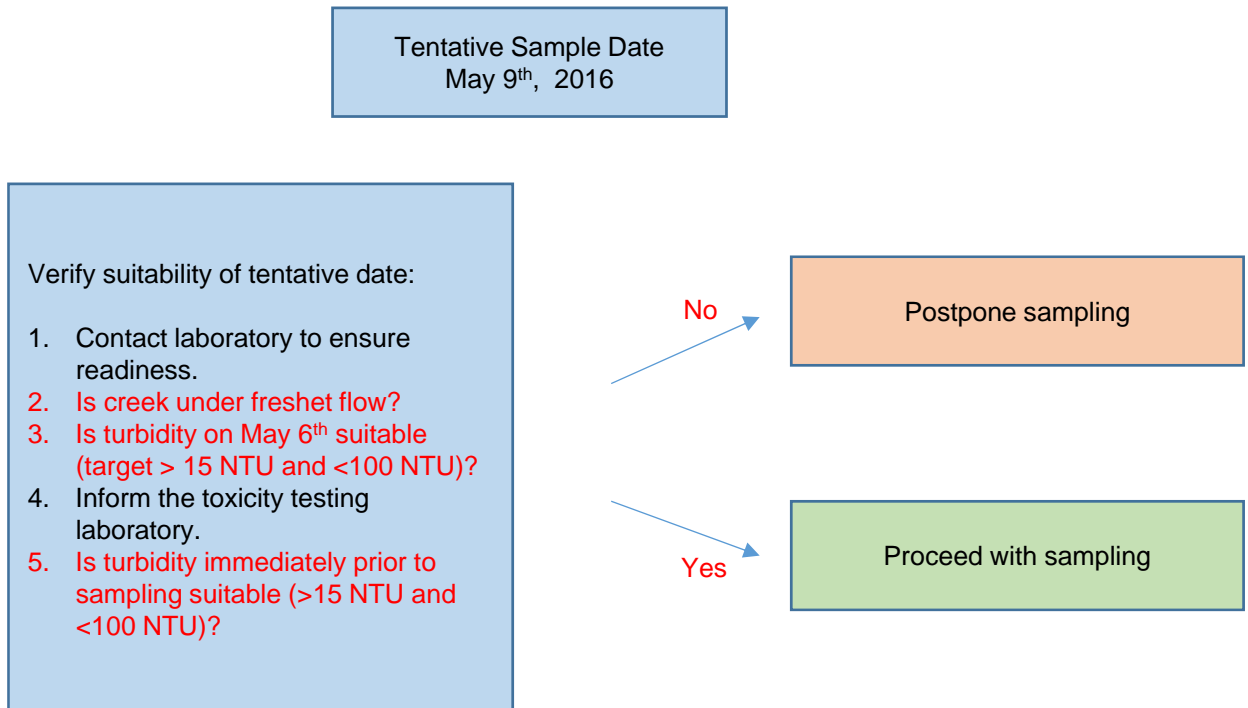 Tentative Sample Date
May 9th, 2016
Verify suitability of tentative date:
1. Contact laboratory to ensure
readiness.
2. Is creek under freshet flow?
3. Is turbidity on May 6th suitable
(target > 15 NTU and <100 NTU)?
4. Inform the toxicity testing
laboratory.
5. Is turbidity immediately prior to
sampling suitable (>15 NTU and
<100 NTU)?
No
Postpone sampling
Yes
Proceed with sampling